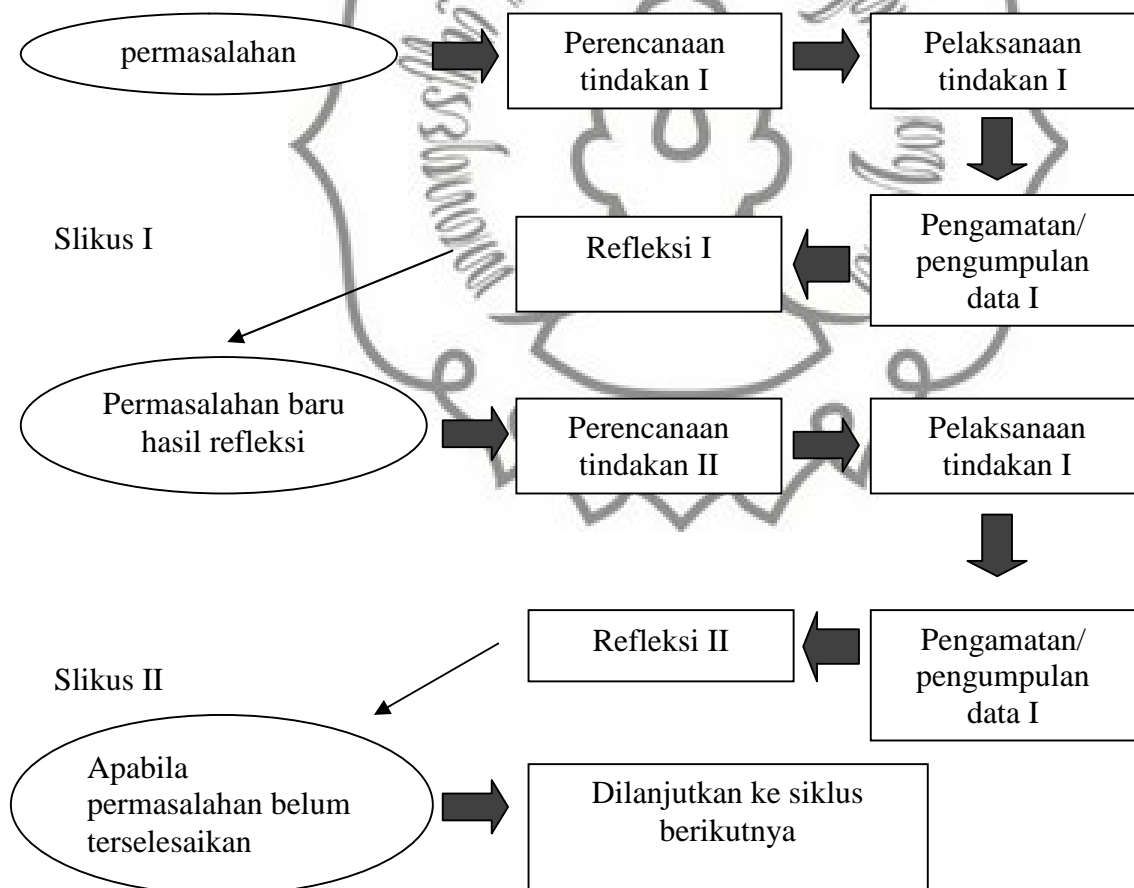 permasalahan
Perencanaan
tindakan I
Pelaksanaan
tindakan I
Slikus I
Refleksi I
Pengamatan/
pengumpulan
data I
Permasalahan baru
hasil refleksi
Perencanaan
tindakan II
Pelaksanaan
tindakan I
Slikus II
Refleksi II
Pengamatan/
pengumpulan
data I
Apabila
permasalahan belum
terselesaikan
Dilanjutkan ke siklus
berikutnya